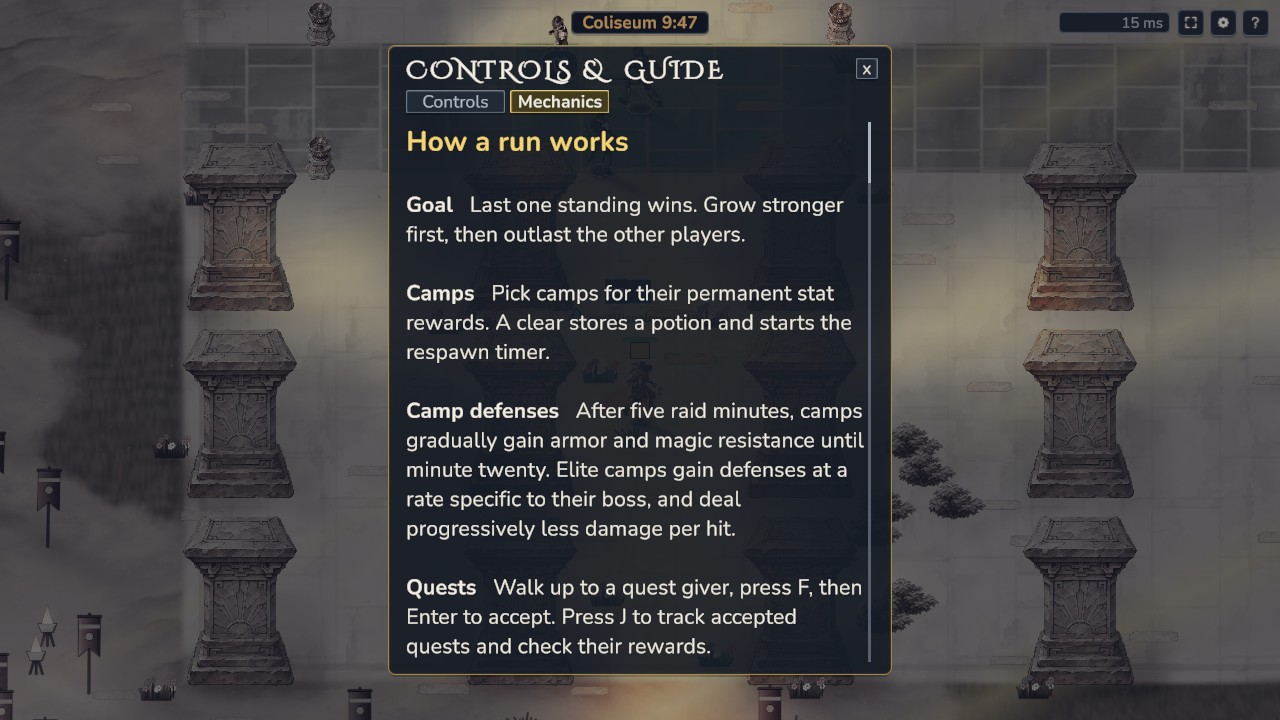 Coliseum 9:47
15 ms
?
CONTROLS & GUIDE
x
Controls
Mechanics
How a run works
Goal Last one standing wins. Grow stronger
first, then outlast the other players.
Camps Pick camps for their permanent stat
rewards. A clear stores a potion and starts the
respawn timer.
Camp defenses After five raid minutes, camps
gradually gain armor and magic resistance until
minute twenty. Elite camps gain defenses at a
rate specific to their boss, and deal
progressively less damage per hit.
Quests Walk up to a quest giver, press F, then
Enter to accept. Press J to track accepted
quests and check their rewards.